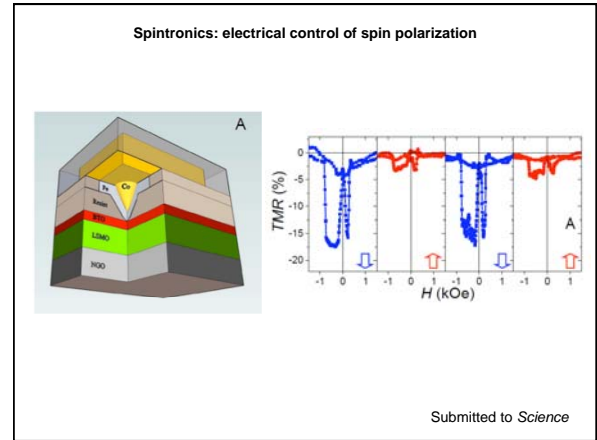 Spintronics: electrical control of spin polarization
A
Fe
Co
Resist
BTO
LSMO
NGO
TMR (%)
0
-5
-10
-15
-20
A
-1 0 1 -1 0 1 -1 0 1 -1 0 1
H (kOe)
Submitted to Science